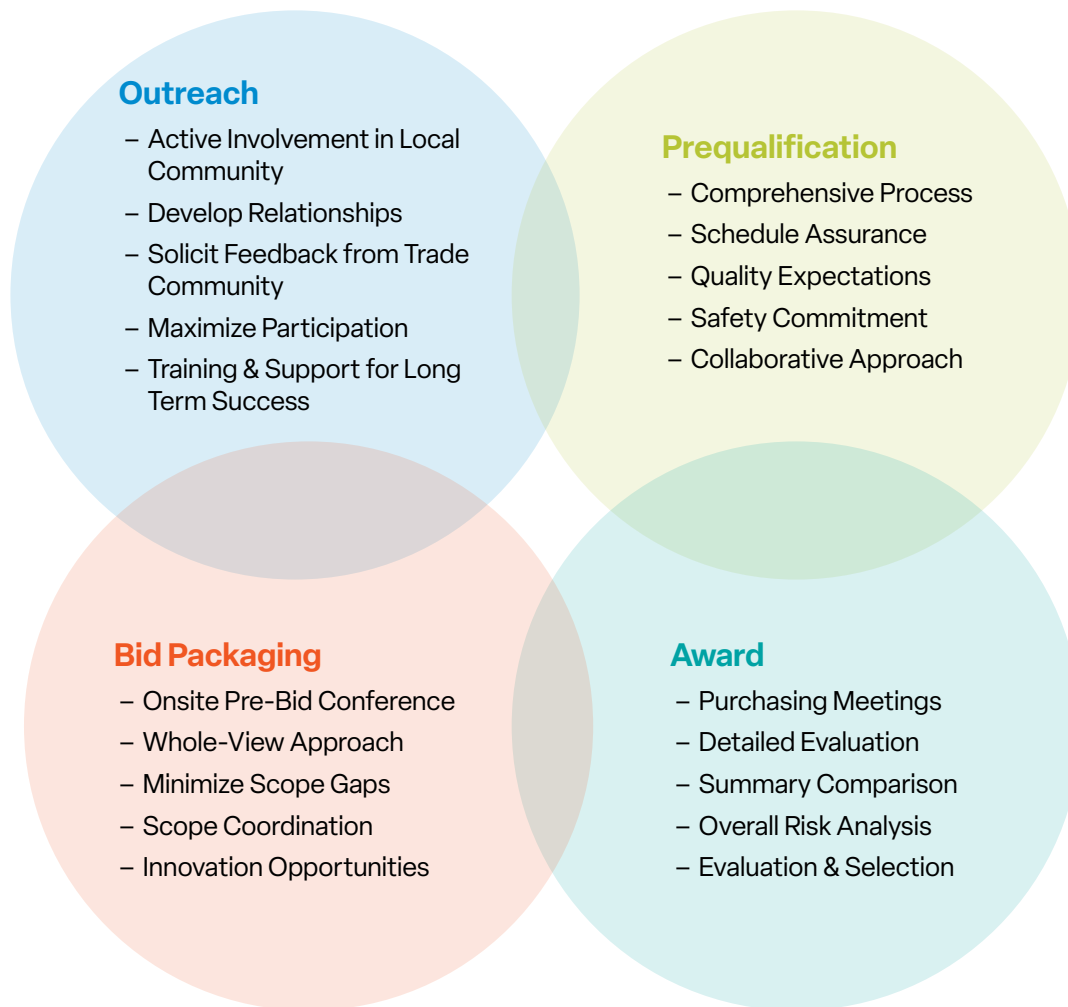 Outreach
– Active Involvement in Local
Community
– Develop Relationships
– Solicit Feedback from Trade
Community
– Maximize Participation
– Training & Support for Long
Term Success
Prequalification
– Comprehensive Process
– Schedule Assurance
– Quality Expectations
– Safety Commitment
– Collaborative Approach
Bid Packaging
– Onsite Pre-Bid Conference
– Whole-View Approach
– Minimize Scope Gaps
– Scope Coordination
– Innovation Opportunities
Award
– Purchasing Meetings
– Detailed Evaluation
– Summary Comparison
– Overall Risk Analysis
– Evaluation & Selection